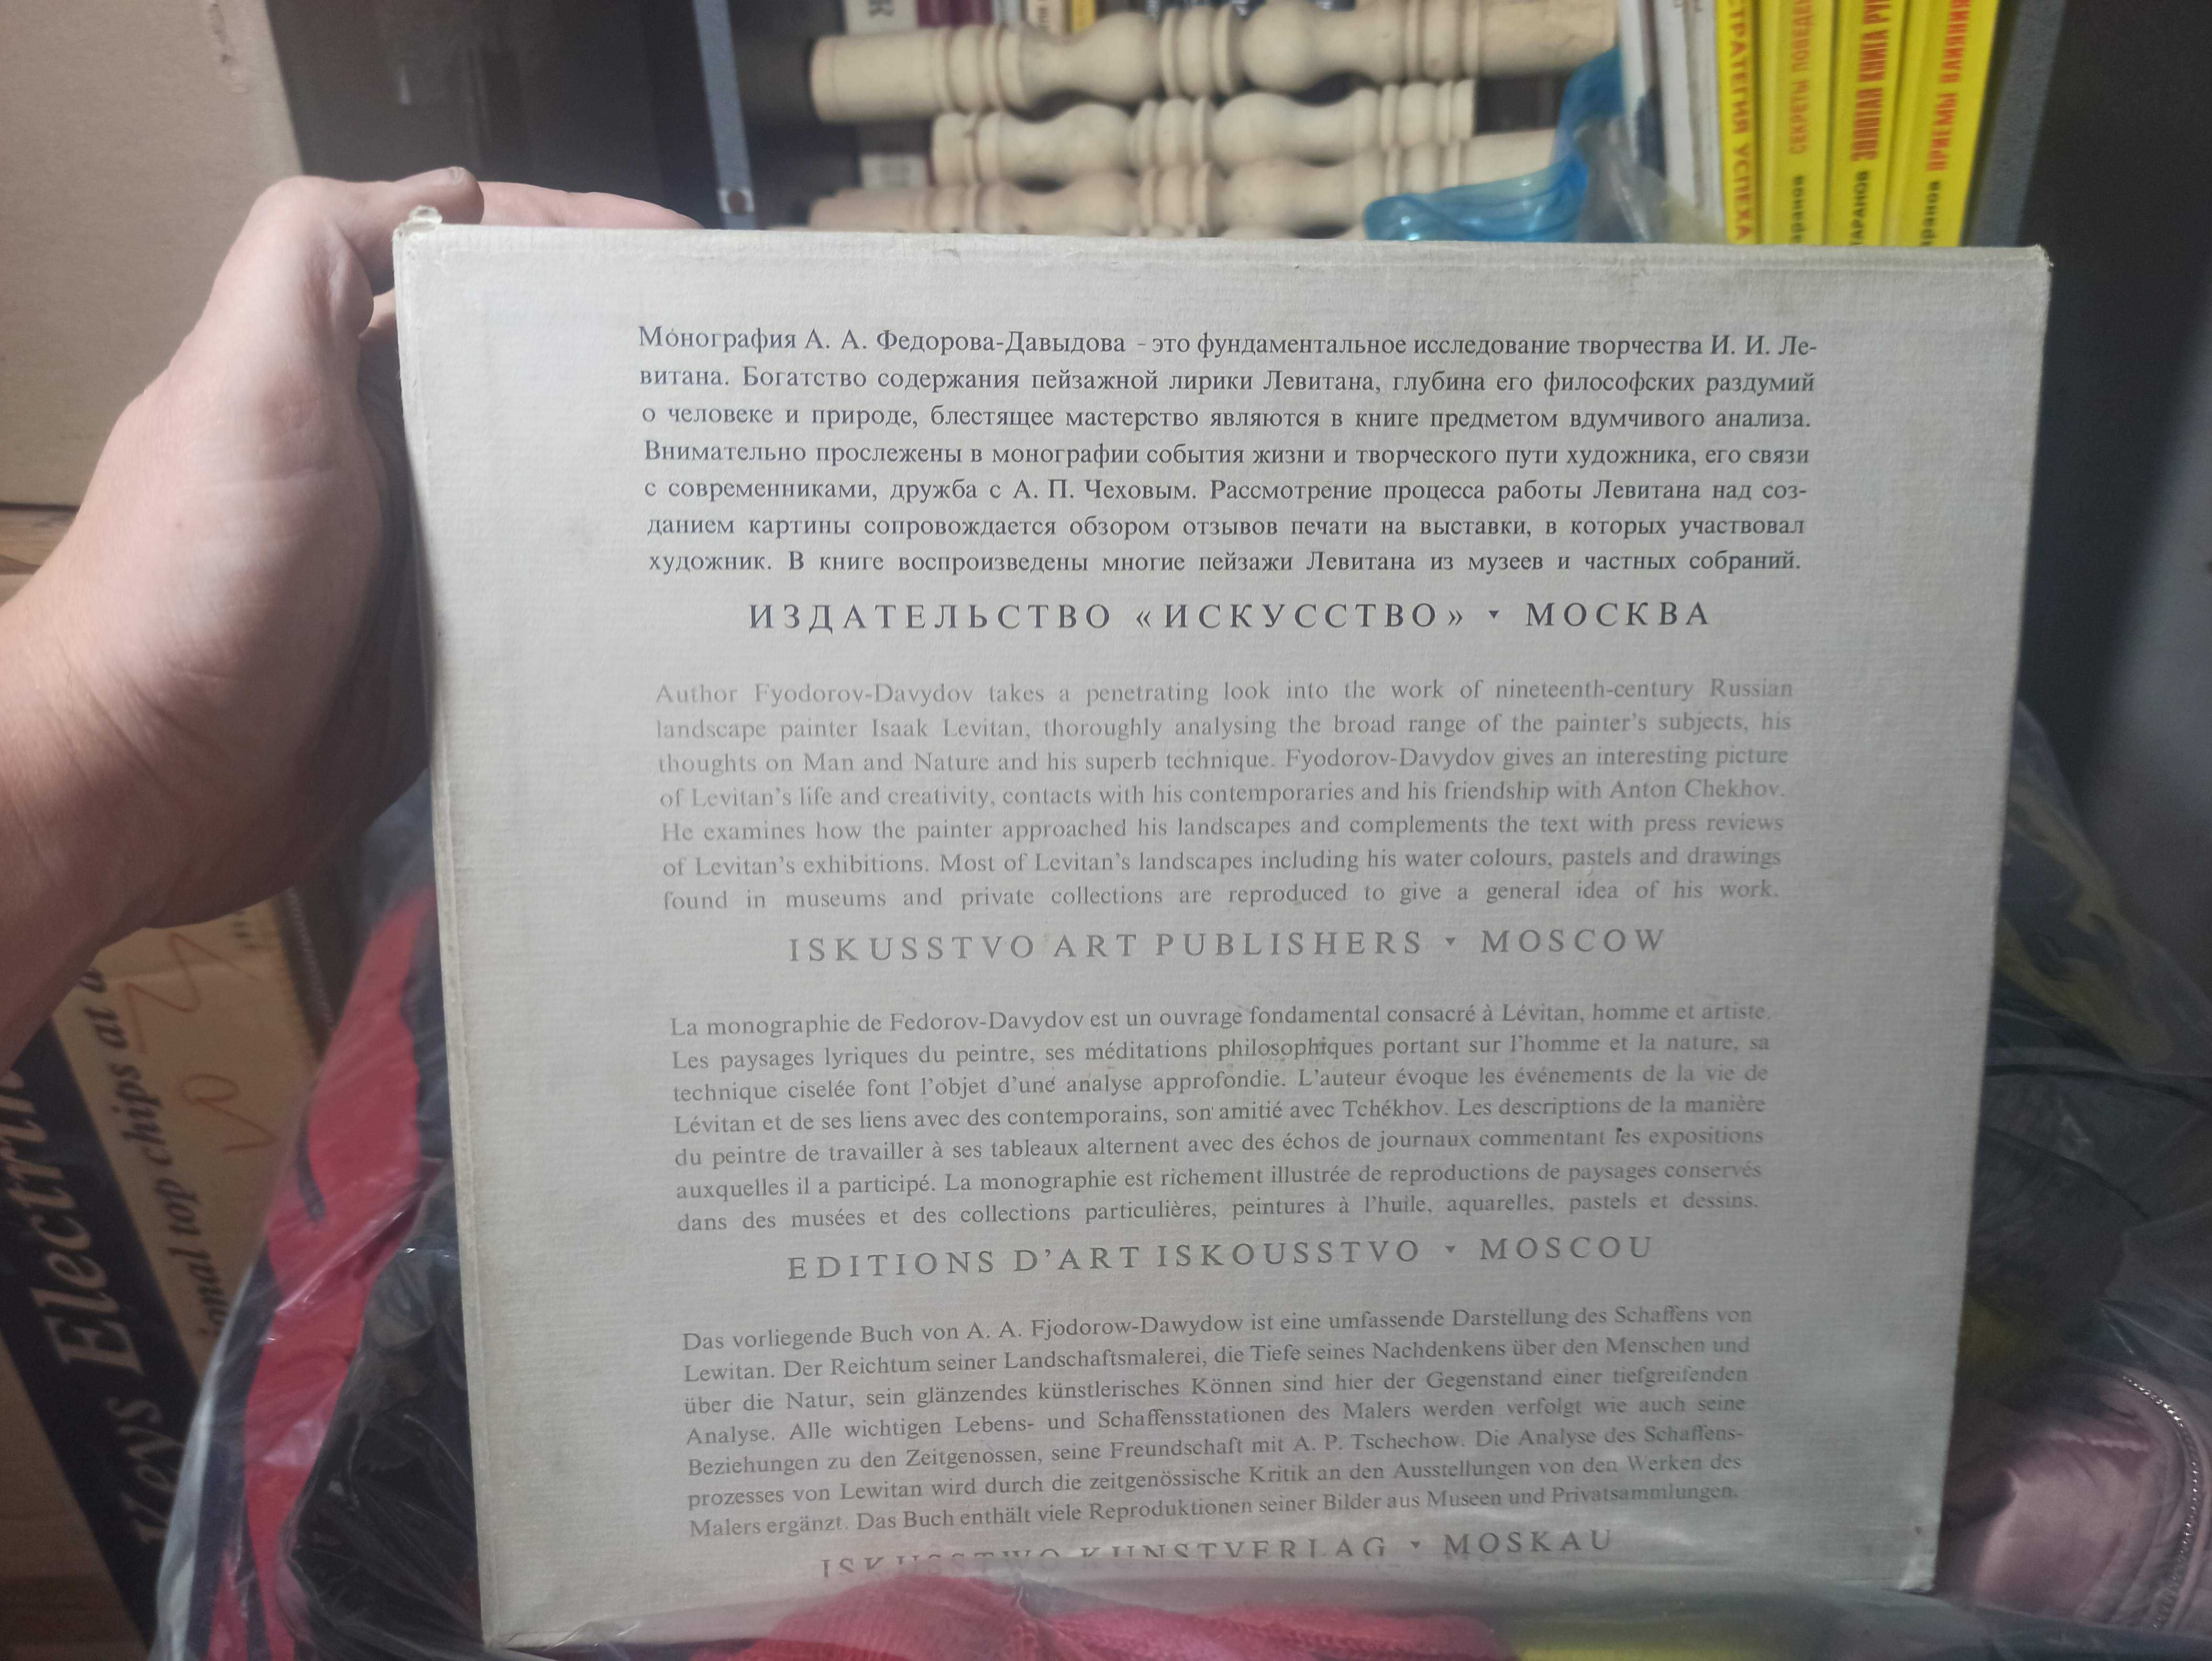 СТРАТЕГИЯ УСПЕХА
СЕКРЕТЫ
ЗОЛОТАЯ КНИГА
ПРИЕМЫ ВЛИЯНИЯ
Монография А. А. Федорова-Давыдова - это фундаментальное исследование творчества И. И. Ле-
витана. Богатство содержания пейзажной лирики Левитана, глубина его философских раздумий
о человеке и природе, блестящее мастерство являются в книге предметом вдумчивого анализа.
Внимательно прослежены в монографии события жизни и творческого пути художника, его связи
с современниками, дружба с А. П. Чеховым. Рассмотрение процесса работы Левитана над соз-
данием картины сопровождается обзором отзывов печати на выставки, в которых участвовал
художник. В книге воспроизведены многие пейзажи Левитана из музеев и частных собраний.
ИЗДАТЕЛЬСТВО «ИСКУССТВО» ▾ МОСКВА
Author Fyodorov-Davydov takes a penetrating look into the work of nineteenth-century Russian
landscape painter Isaak Levitan, thoroughly analysing the broad range of the painter's subjects, his
thoughts on Man and Nature and his superb technique. Fyodorov-Davydov gives an interesting picture
of Levitan's life and creativity, contacts with his contemporaries and his friendship with Anton Chekhov.
He examines how the painter approached his landscapes and complements the text with press reviews
of Levitan's exhibitions. Most of Levitan's landscapes including his water colours, pastels and drawings
found in museums and private collections are reproduced to give a general idea of his work.
ISKUSSTVO ART PUBLISHERS ▾ MOSCOW
La monographie de Fedorov-Davydov est un ouvrage fondamental consacré à Lévitan, homme et artiste.
Les paysages lyriques du peintre, ses méditations philosophiques portant sur l'homme et la nature, sa
technique ciselée font l'objet d'une analyse approfondie. L'auteur évoque les événements de la vie de
Lévitan et de ses liens avec des contemporains, son amitié avec Tchékhov. Les descriptions de la manière
du peintre de travailler à ses tableaux alternent avec des échos de journaux commentant les expositions
auxquelles il a participé. La monographie est richement illustrée de reproductions de paysages conservés
dans des musées et des collections particulières, peintures à l'huile, aquarelles, pastels et dessins.
EDITIONS D'ART ISKOUSSTVO ▾ MOSCOU
Das vorliegende Buch von A. A. Fjodorow-Dawydow ist eine umfassende Darstellung des Schaffens von
Lewitan. Der Reichtum seiner Landschaftsmalerei, die Tiefe seines Nachdenkens über den Menschen und
über die Natur, sein glänzendes künstlerisches Können sind hier der Gegenstand einer tiefgreifenden
Analyse. Alle wichtigen Lebens- und Schaffensstationen des Malers werden verfolgt wie auch seine
Beziehungen zu den Zeitgenossen, seine Freundschaft mit A. P. Tschechow. Die Analyse des Schaffens-
prozesses von Lewitan wird durch die zeitgenössische Kritik an den Ausstellungen von den Werken des
Malers ergänzt. Das Buch enthält viele Reproduktionen seiner Bilder aus Museen und Privatsammlungen.
ISKUSSTWO KUNSTVERLAG ▾ MOSKAU
Keys
top chips at